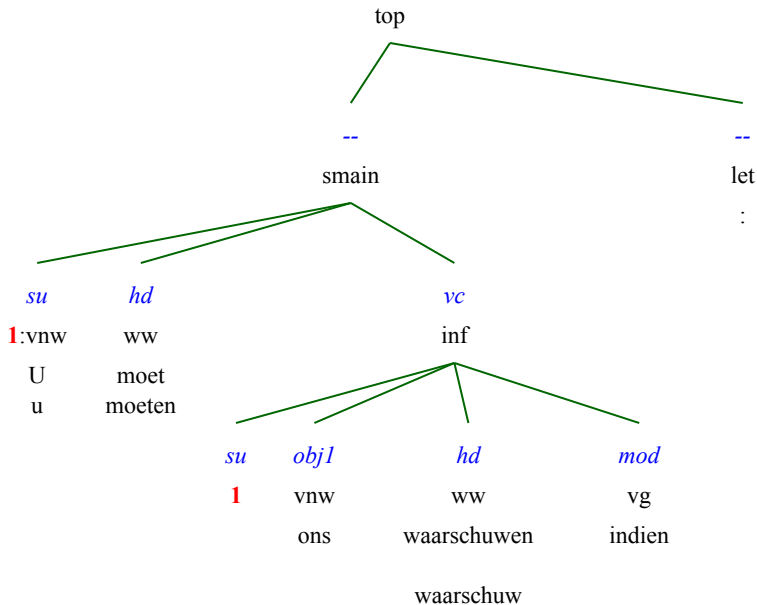 top
-- --
smain let
:
su hd vc
1:vnw ww inf
U moet
u moeten
su obj1 hd mod
1 vnw ww vg
ons waarschuwen indien
waarschuw